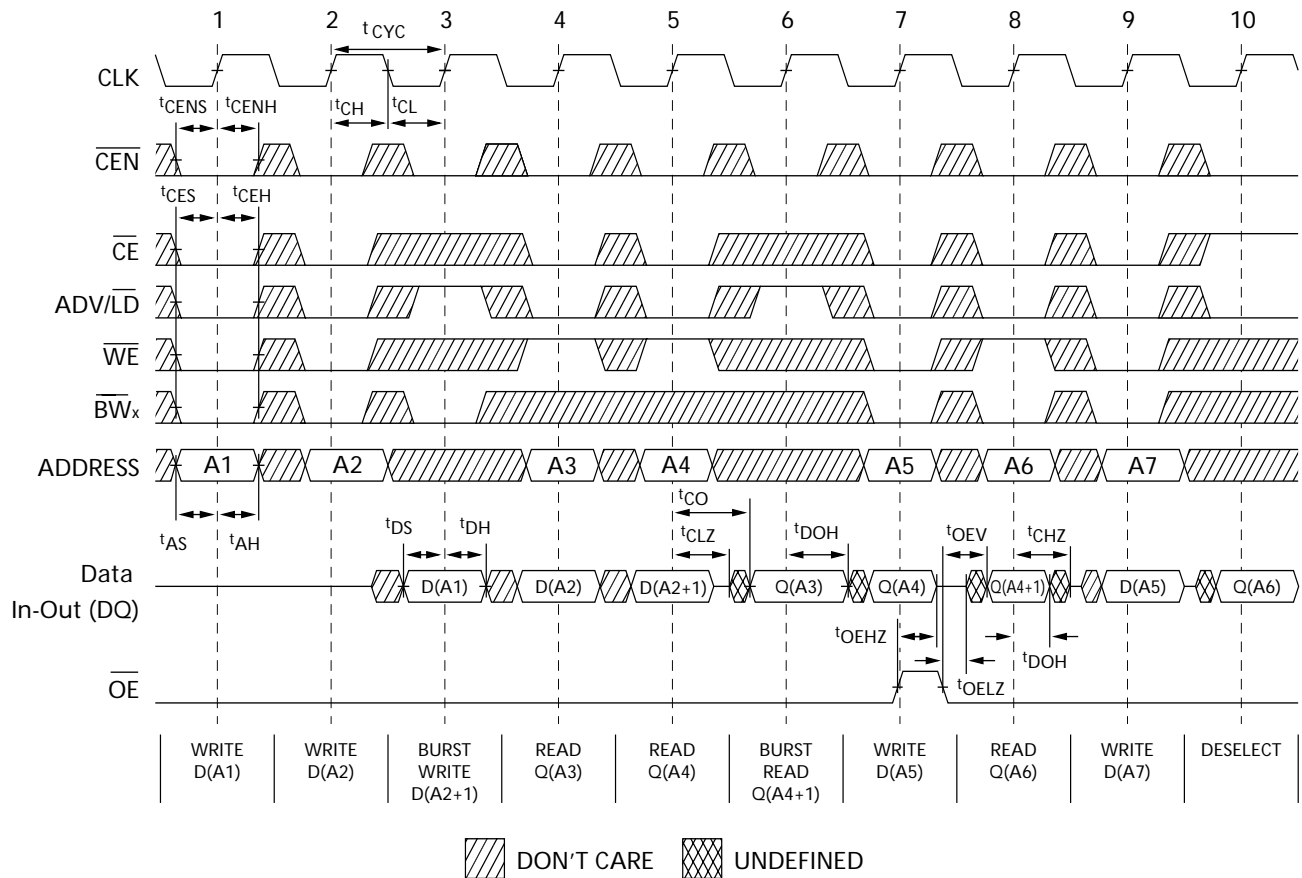 1 2 3 4 5 6 7 8 9 10
tCYC
CLK
tCENS tCENH tCH tCL
CEN
tCES tCEH
CE
ADV/LD
WE
BWx
ADDRESS A1 A2 A3 A4 A5 A6 A7
tCO
tAS tAH tDS tDH tCLZ tDOH tOEV tCHZ
Data
In-Out (DQ)
D(A1) D(A2) D(A2+1) Q(A3) Q(A4) Q(A4+1) D(A5) Q(A6)
tOEHZ tDOH
tOELZ
OE
WRITE WRITE BURST READ READ BURST WRITE READ WRITE DESELECT
D(A1) D(A2) WRITE Q(A3) Q(A4) READ D(A5) Q(A6) D(A7)
D(A2+1) Q(A4+1)
DON'T CARE UNDEFINED